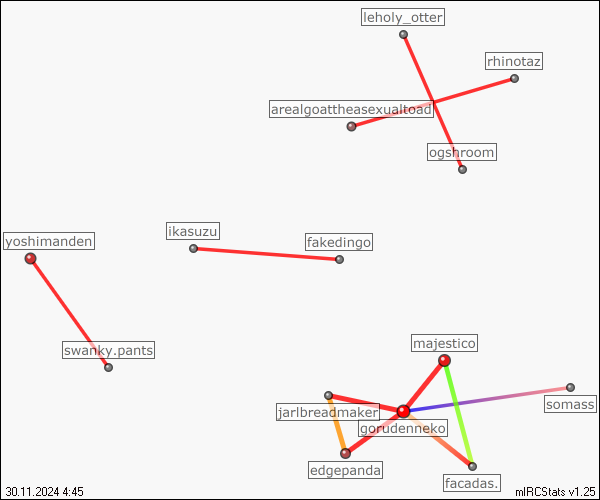 leholy_otter
rhinotaz
arealgoattheasexualtoad
ogshroom
ikasuzu
yoshimanden
fakedingo
swanky.pants
majestico
somass
jarlbreadmaker
gorudenneko
edgepanda
facadas.
30.11.2024 4:45
mIRCStats v1.25